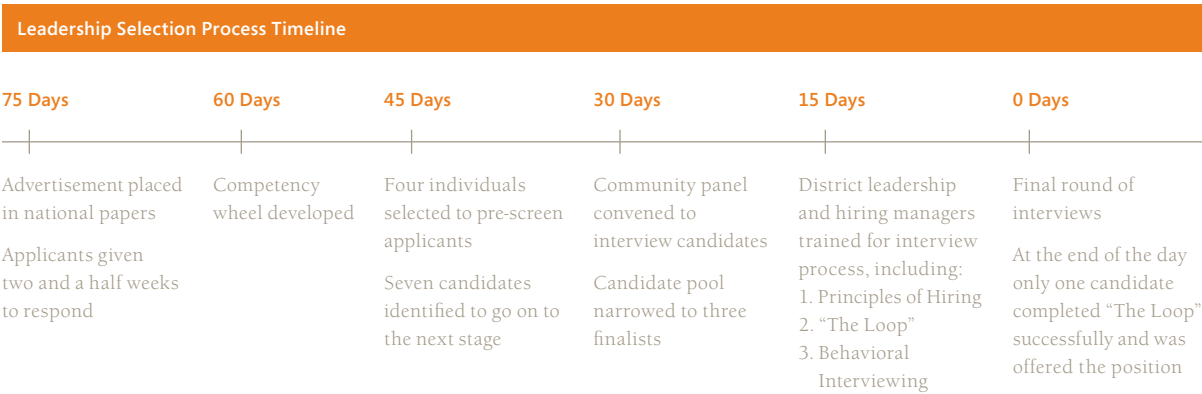 Leadership Selection Process Timeline
75 Days
Advertisement placed
in national papers
Applicants given
two and a half weeks
to respond
60 Days
Competency
wheel developed
45 Days
Four individuals
selected to pre-screen
applicants
Seven candidates
identified to go on to
the next stage
30 Days
Community panel
convened to
interview candidates
Candidate pool
narrowed to three
finalists
15 Days
District leadership
and hiring managers
trained for interview
process, including:
1. Principles of Hiring
2. “The Loop”
3. Behavioral
Interviewing
0 Days
Final round of
interviews
At the end of the day
only one candidate
completed “The Loop”
successfully and was
offered the position